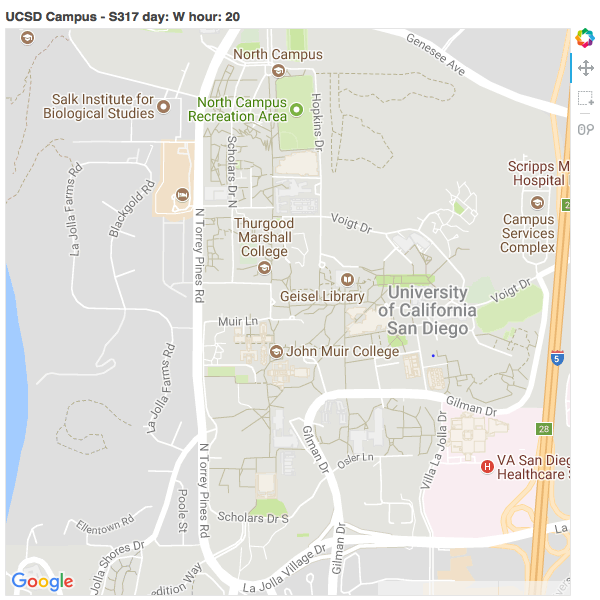 UCSD Campus - S317 day: W hour: 20
Genesee Ave
North Campus
Salk Institute for
Biological Studies
North Campus
Recreation Area
Hopkins Dr
Scholars Dr N
Scripps M
Hospital
La Jolla Farms Rd
Blackgold Rd
2
N Torrey Pines Rd
Voigt Dr
Campus
Services
Complex
Thurgood
Marshall
College
Geisel Library
University
of California
San Diego
Voigt Dr
Muir Ln
John Muir College
5
La Jolla Farms Rd
Gilman Dr
Gilman Dr
Villa La Jolla Dr
28
N Torrey Pines Rd
Osler Ln
H
VA San Dieg
Healthcare
Poole St
Ellentown Rd
Scholars Dr S
La
La Jolla Shores Dr
Gilman Dr
La Jolla Village Dr
Google
edition Way